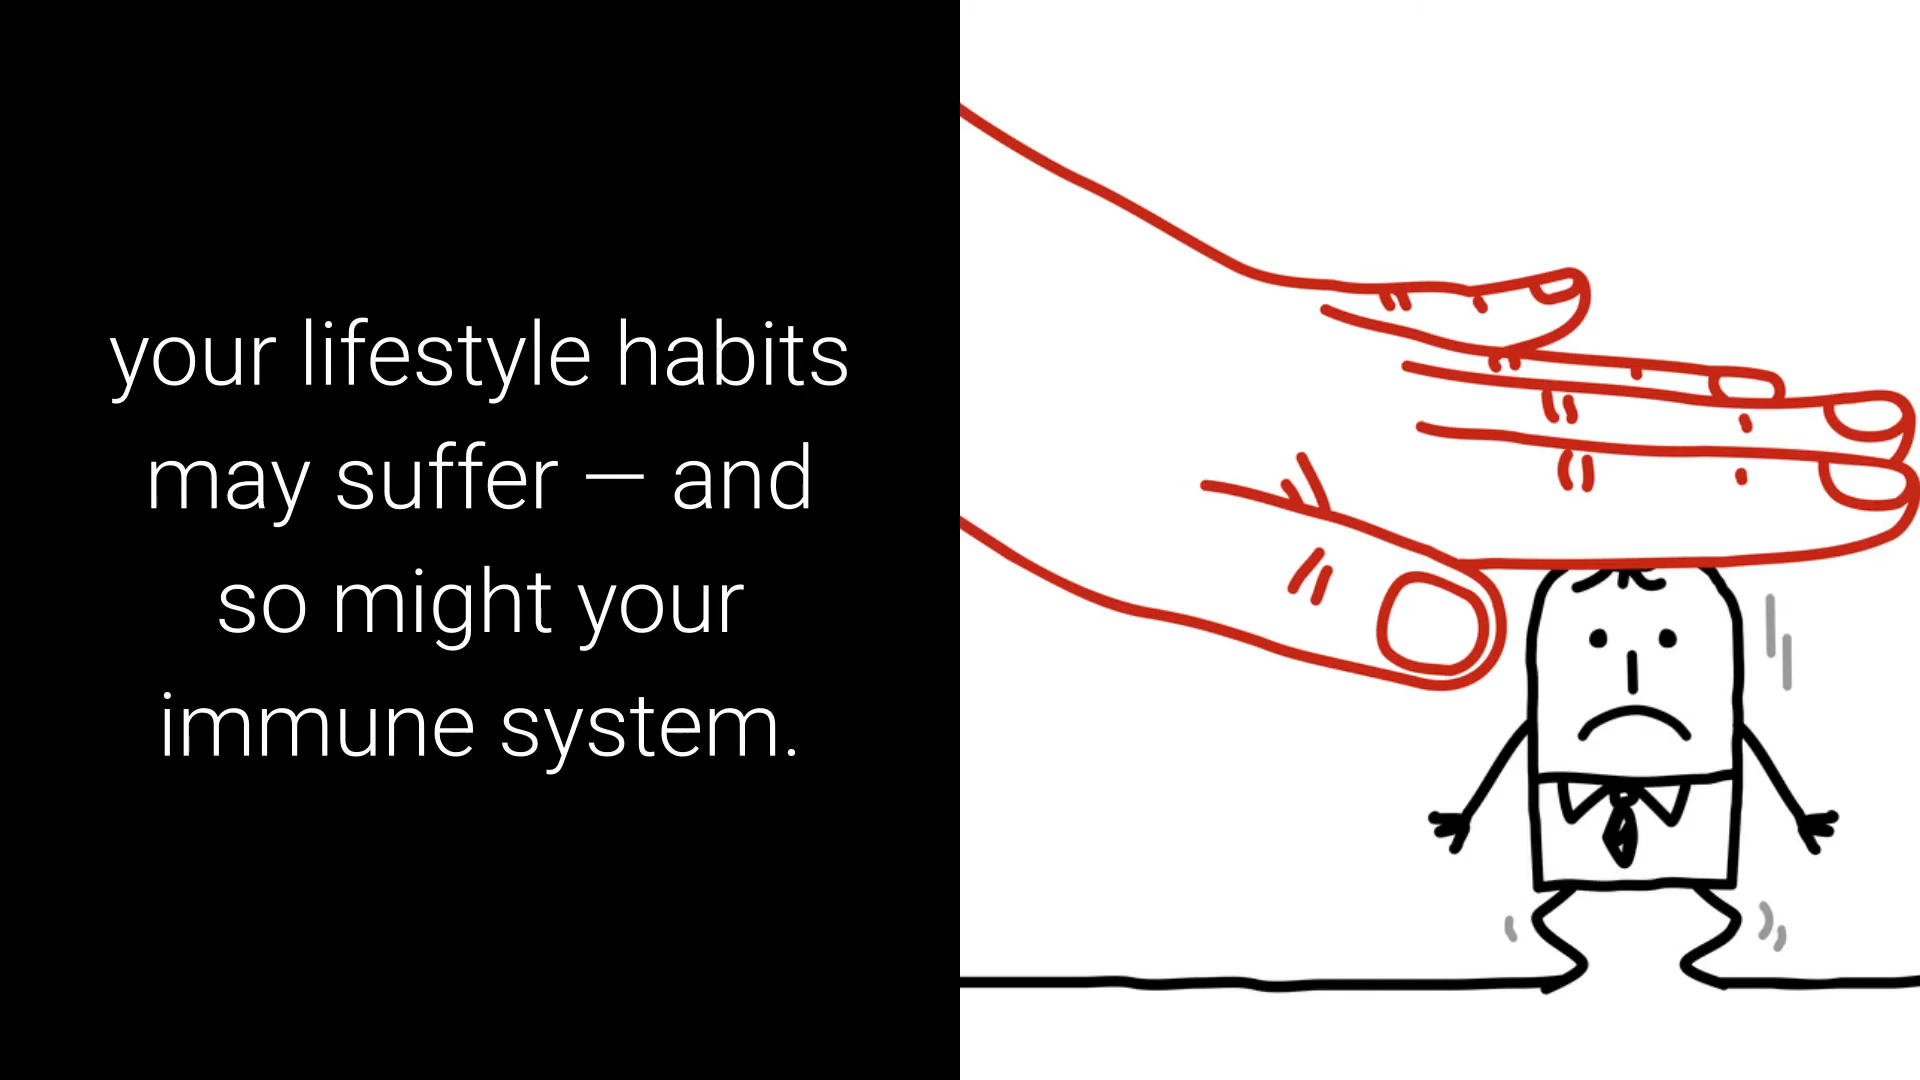 your lifestyle habits
may suffer — and
so might your
immune system.